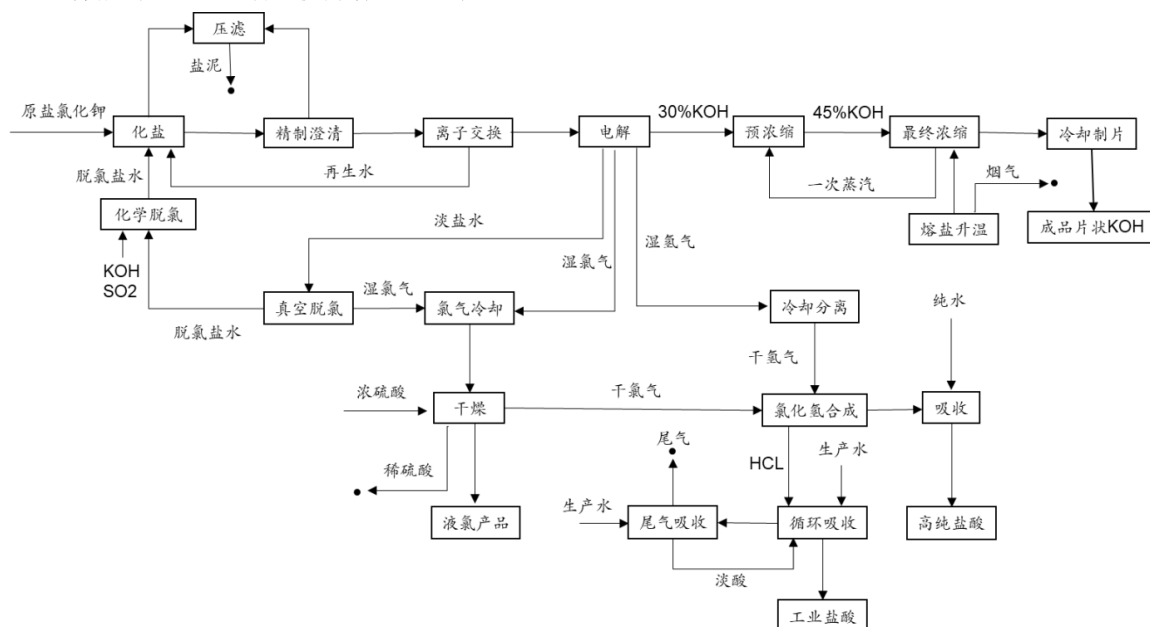 压滤
盐泥
原盐氯化钾
化盐
精制澄清
离子交换
电解
30%KOH
预浓缩
45%KOH
最终浓缩
冷却制片
再生水
一次蒸汽
烟气
脱氯盐水
化学脱氯
淡盐水
熔盐升温
成品片状KOH
KOH
SO2
湿氯气
湿氢气
真空脱氯
湿氯气
氯气冷却
冷却分离
纯水
脱氯盐水
干氢气
浓硫酸
干燥
干氯气
氯化氢合成
吸收
稀硫酸
尾气
HCL
生产水
液氯产品
生产水
尾气吸收
循环吸收
高纯盐酸
淡酸
工业盐酸